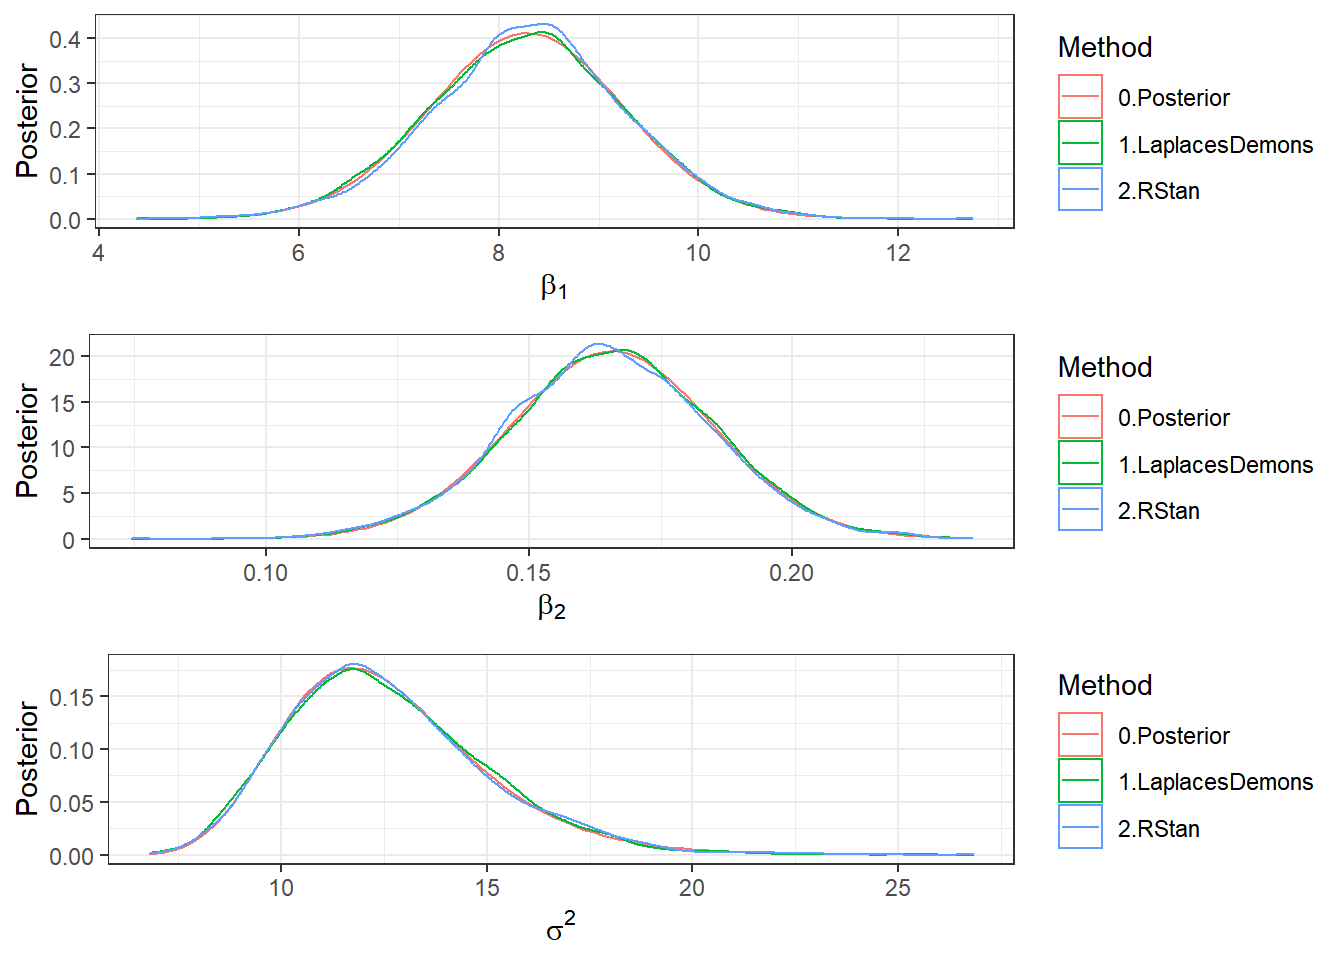 Posterior
0.4
0.3
0.2
0.1
0.0
4 6 8 10 12
β1
Method
0.Posterior
1.LaplacesDemons
2.RStan
Posterior
20
15
10
5
0
0.10 0.15 0.20
β2
Method
0.Posterior
1.LaplacesDemons
2.RStan
Posterior
0.15
0.10
0.05
0.00
10 15 20 25
σ2
Method
0.Posterior
1.LaplacesDemons
2.RStan